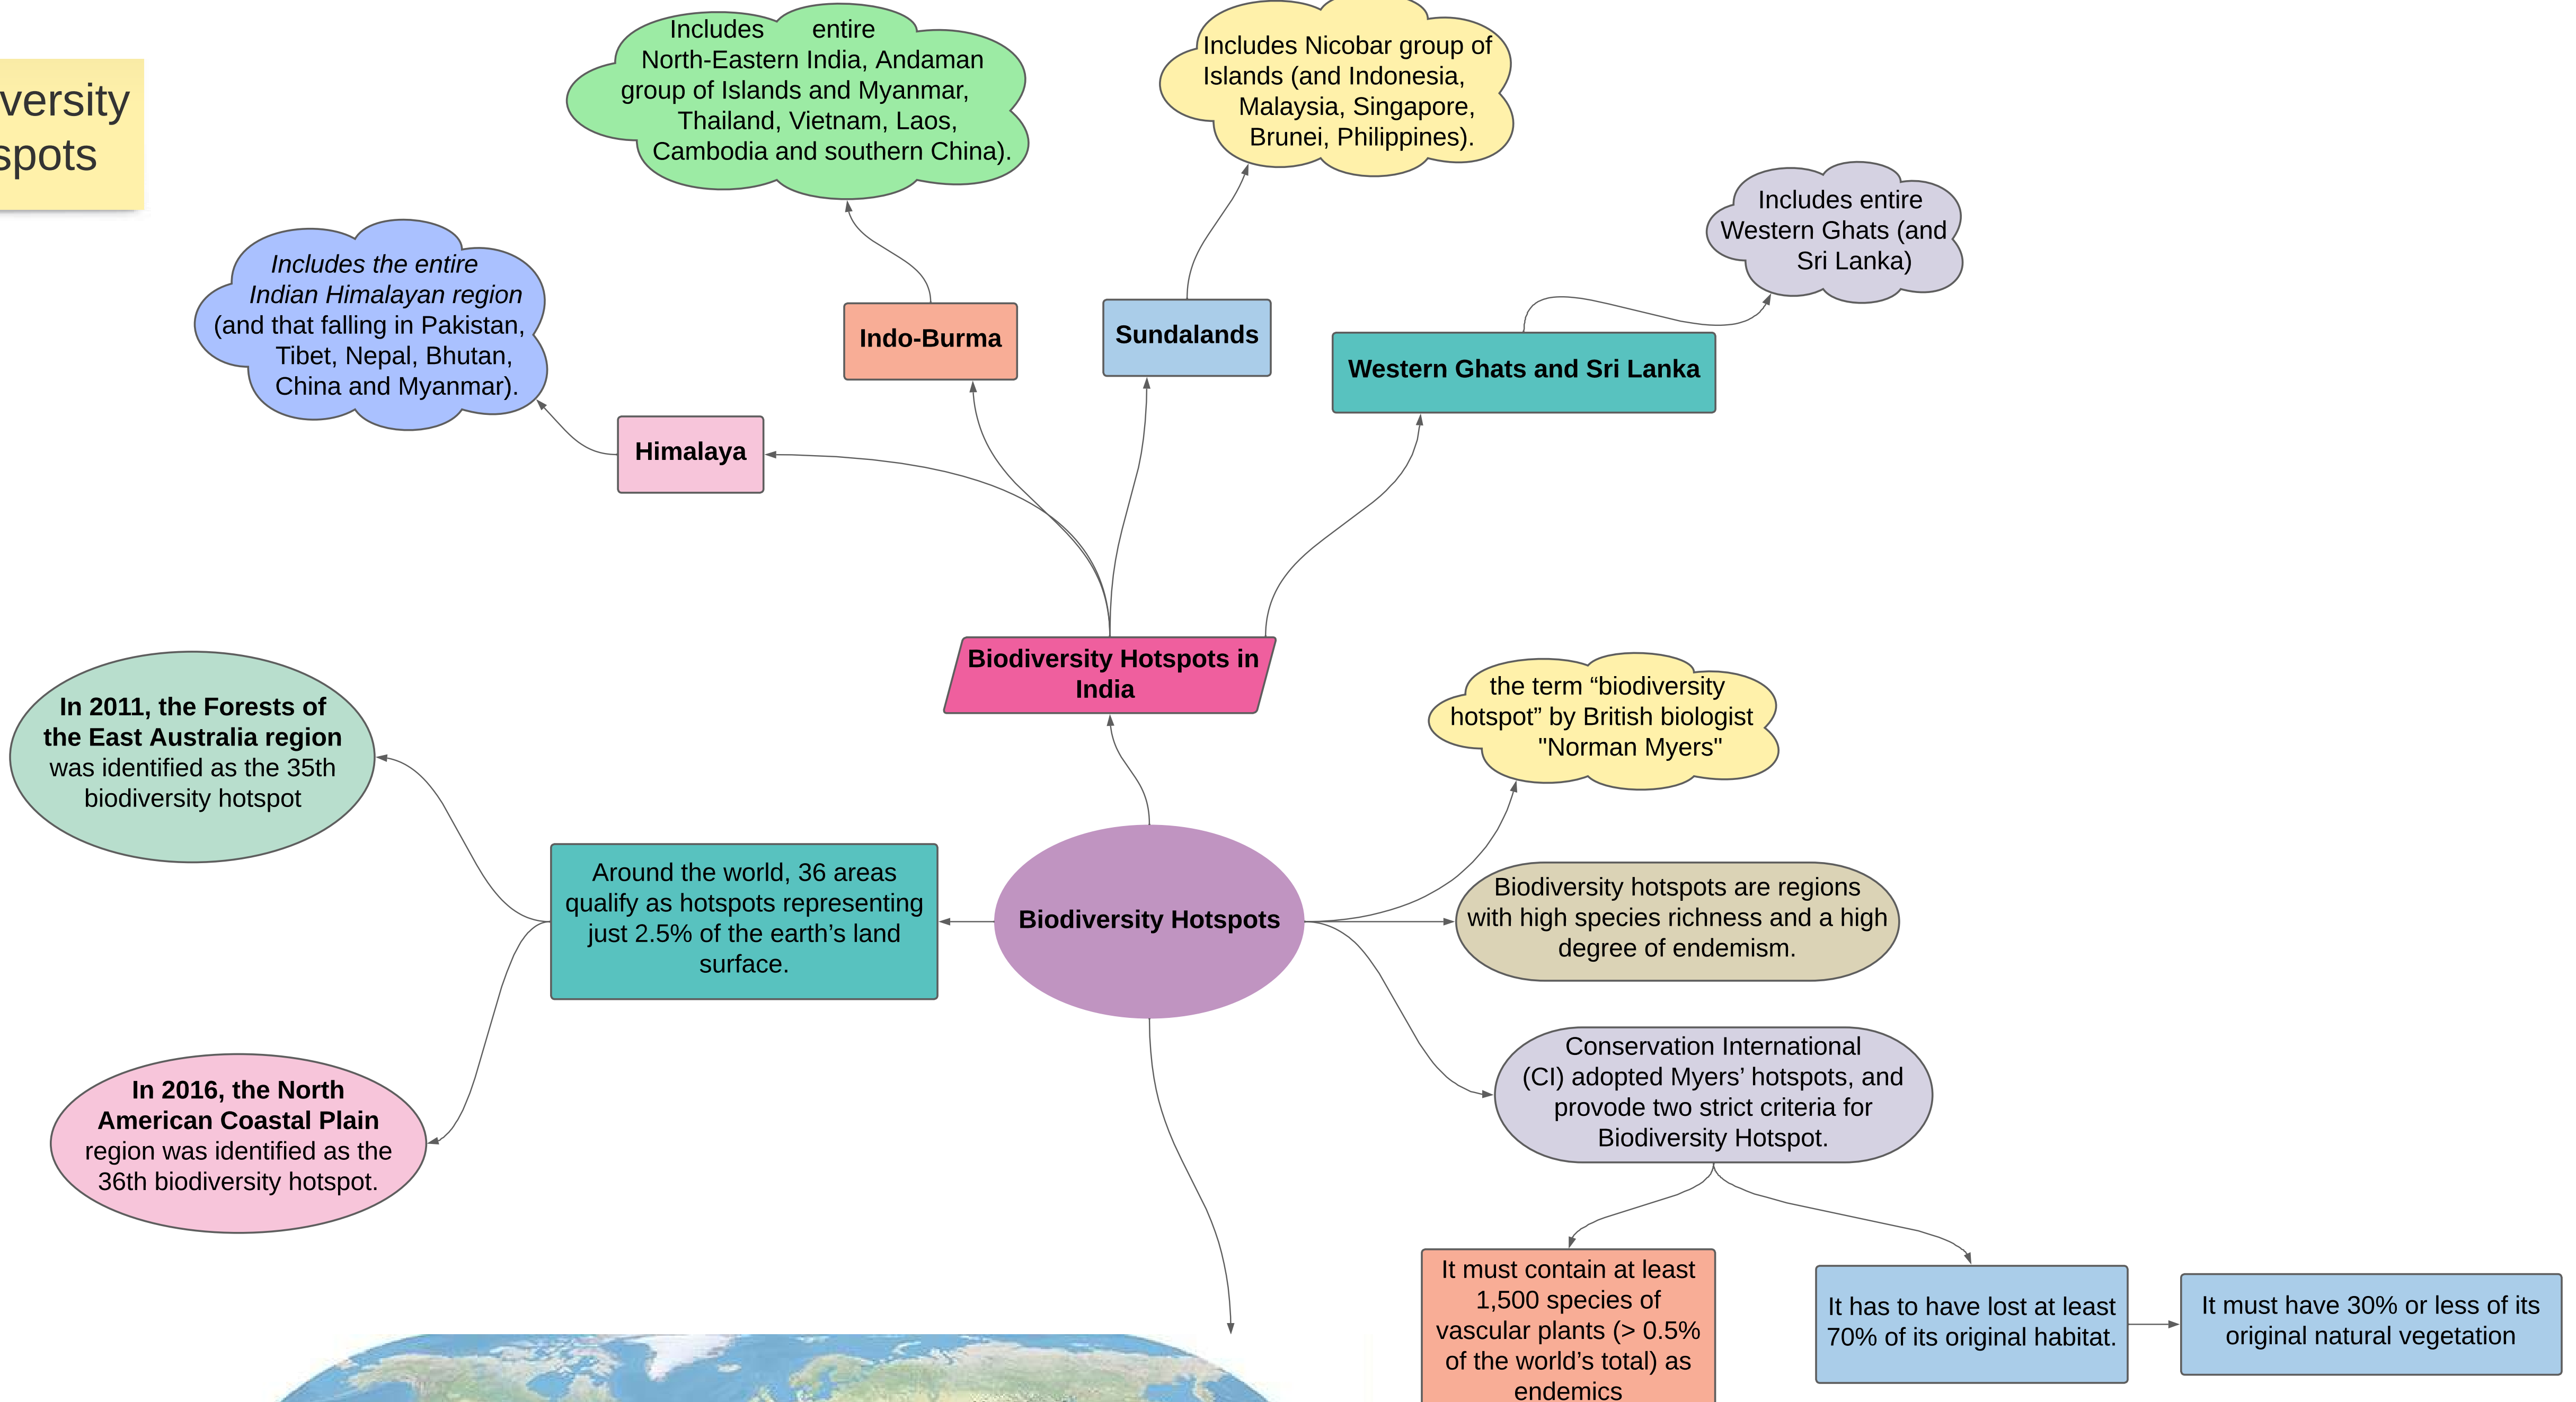 versity
spots
Includes entire
North-Eastern India, Andaman
group of Islands and Myanmar,
Thailand, Vietnam, Laos,
Cambodia and southern China).
Includes Nicobar group of
Islands (and Indonesia,
Malaysia, Singapore,
Brunei, Philippines).
Includes entire
Western Ghats (and
Sri Lanka)
Includes the entire
Indian Himalayan region
(and that falling in Pakistan,
Tibet, Nepal, Bhutan,
China and Myanmar).
Himalaya
Indo-Burma
Sundalands
Western Ghats and Sri Lanka
Biodiversity Hotspots in
India
In 2011, the Forests of
the East Australia region
was identified as the 35th
biodiversity hotspot
the term “biodiversity
hotspot” by British biologist
"Norman Myers"
Around the world, 36 areas
qualify as hotspots representing
just 2.5% of the earth’s land
surface.
Biodiversity Hotspots
Biodiversity hotspots are regions
with high species richness and a high
degree of endemism.
In 2016, the North
American Coastal Plain
region was identified as the
36th biodiversity hotspot.
Conservation International
(CI) adopted Myers’ hotspots, and
provode two strict criteria for
Biodiversity Hotspot.
It must contain at least
1,500 species of
vascular plants (> 0.5%
of the world’s total) as
endemics
It has to have lost at least
70% of its original habitat.
It must have 30% or less of its
original natural vegetation